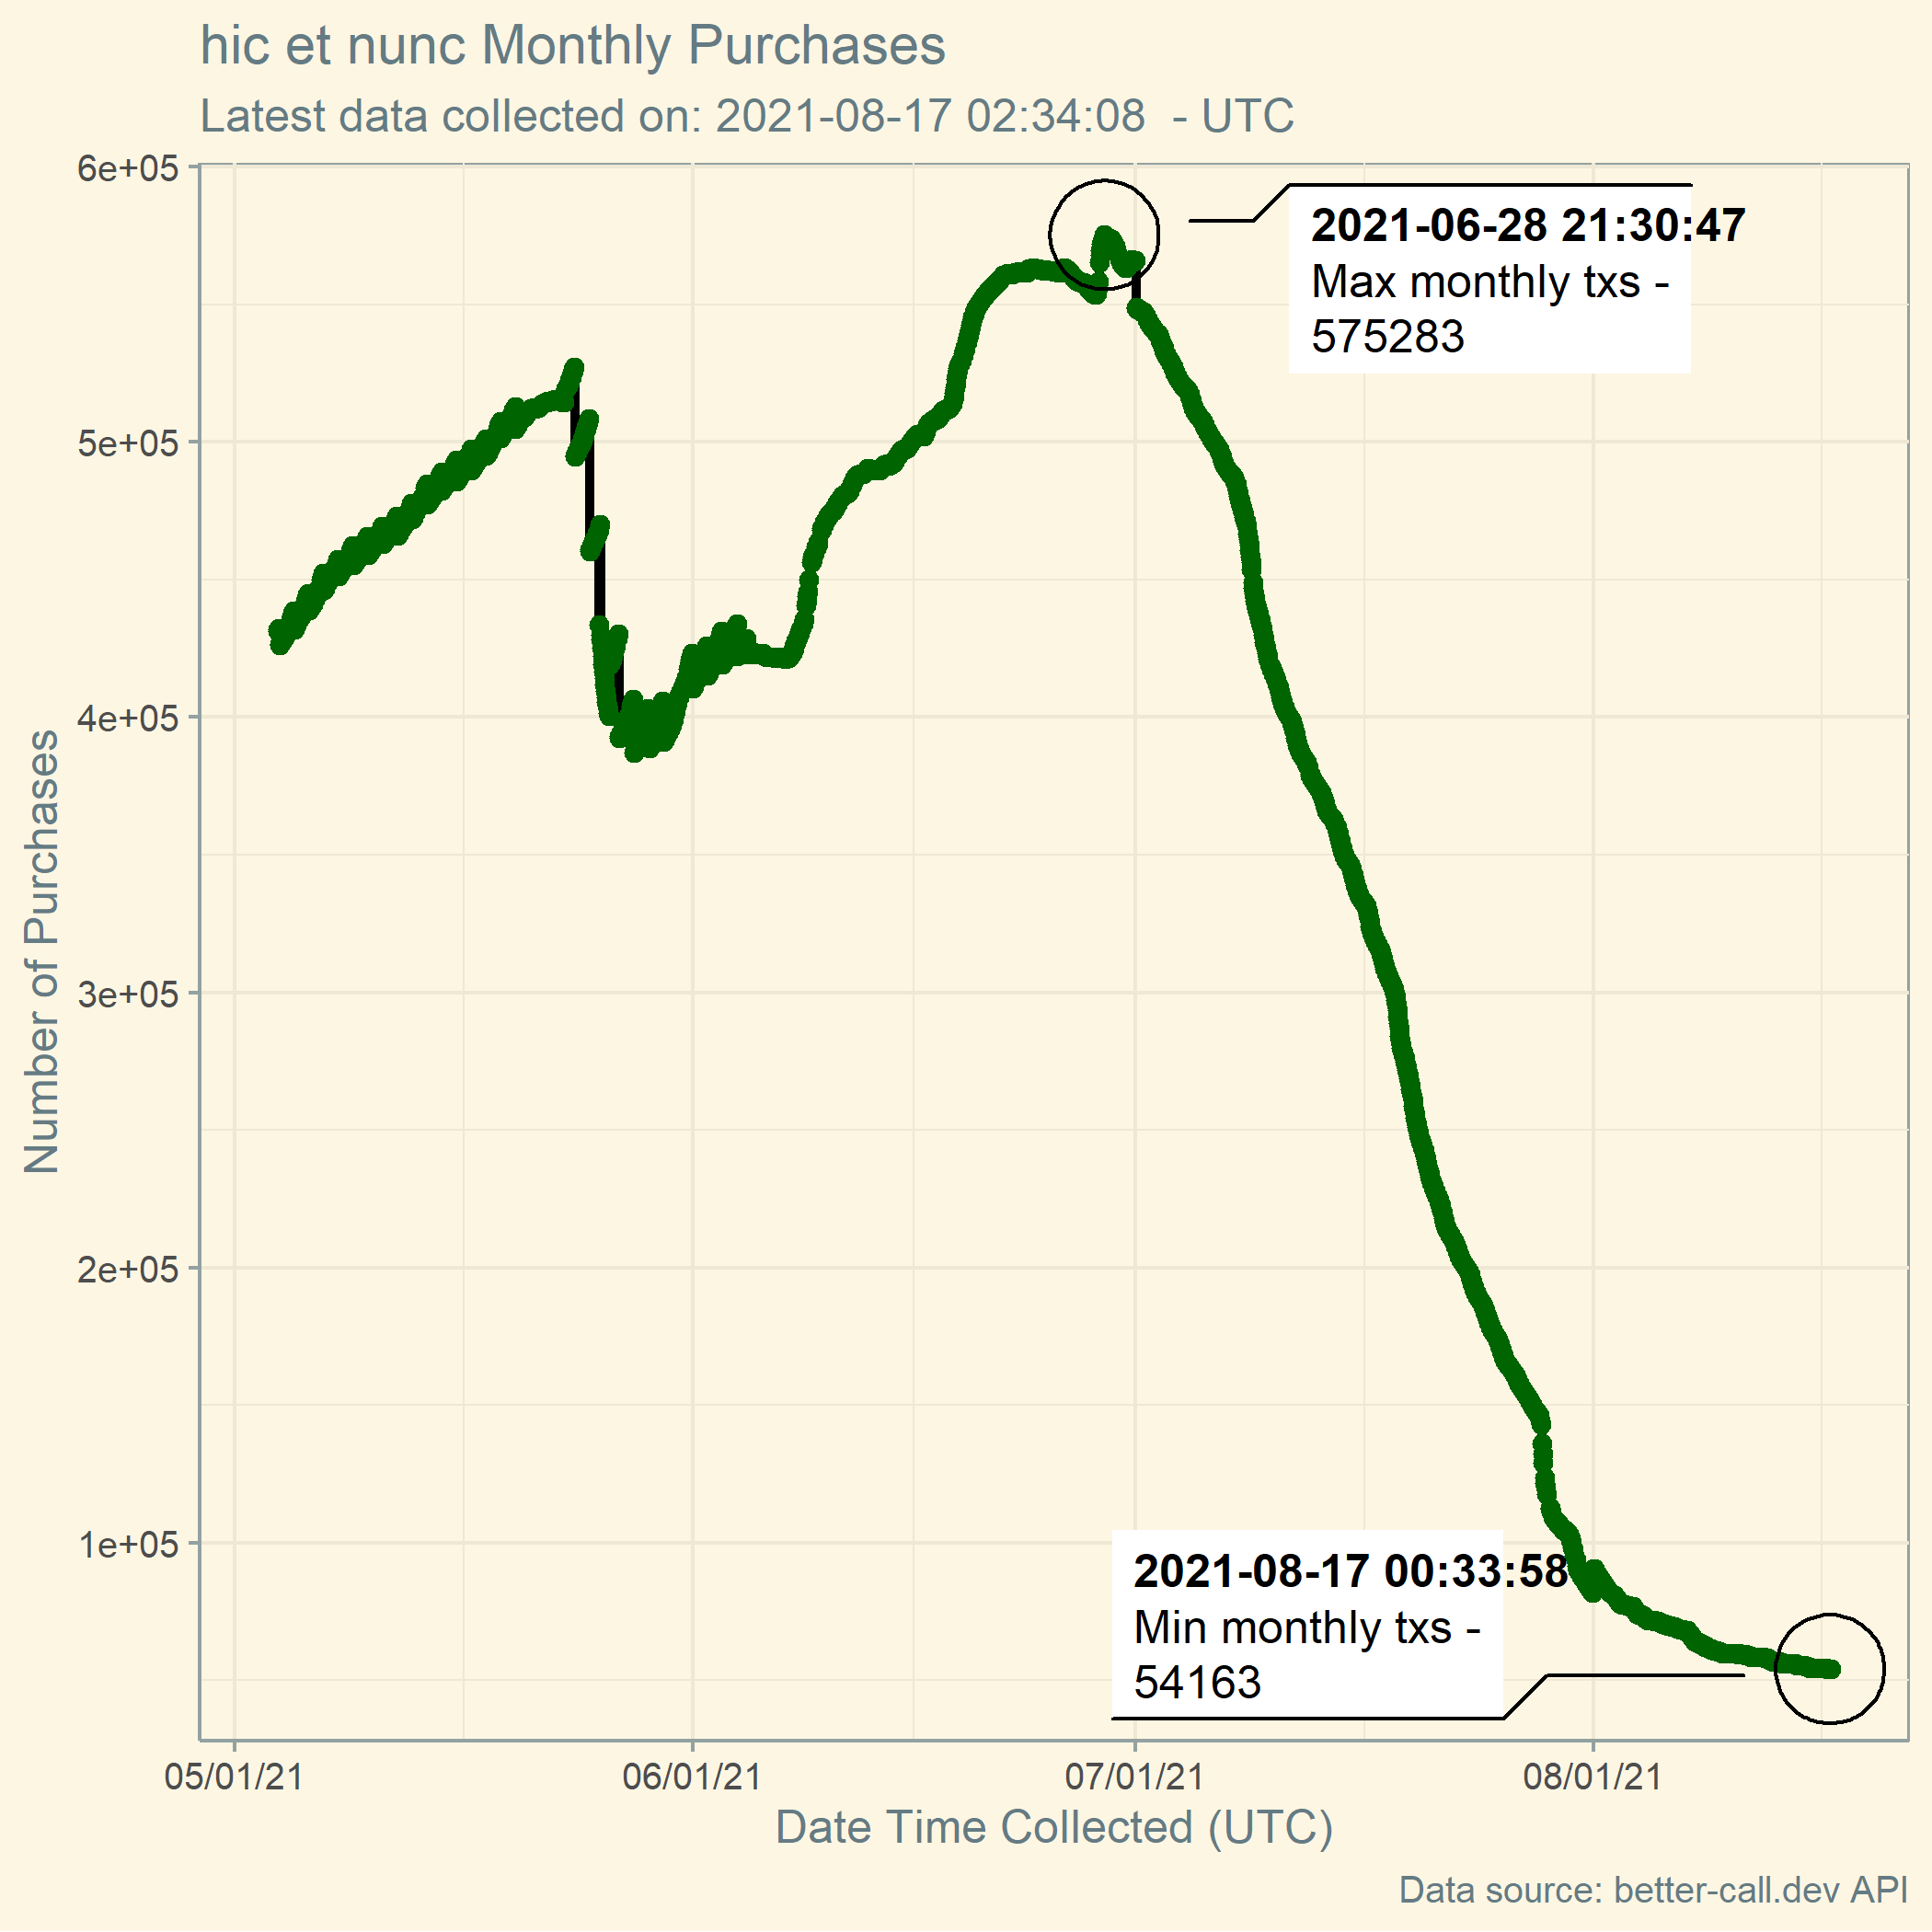 hic et nunc Monthly Purchases
Latest data collected on: 2021-08-17 02:34:08  - UTC
6e+05
5e+05
4e+05
3e+05
2e+05
1e+05
Number of Purchases
2021-06-28 21:30:47
Max monthly txs -
575283
2021-08-17 00:33:58
Min monthly txs -
54163
05/01/21
06/01/21
07/01/21
08/01/21
Date Time Collected (UTC)
Data source: better-call.dev API